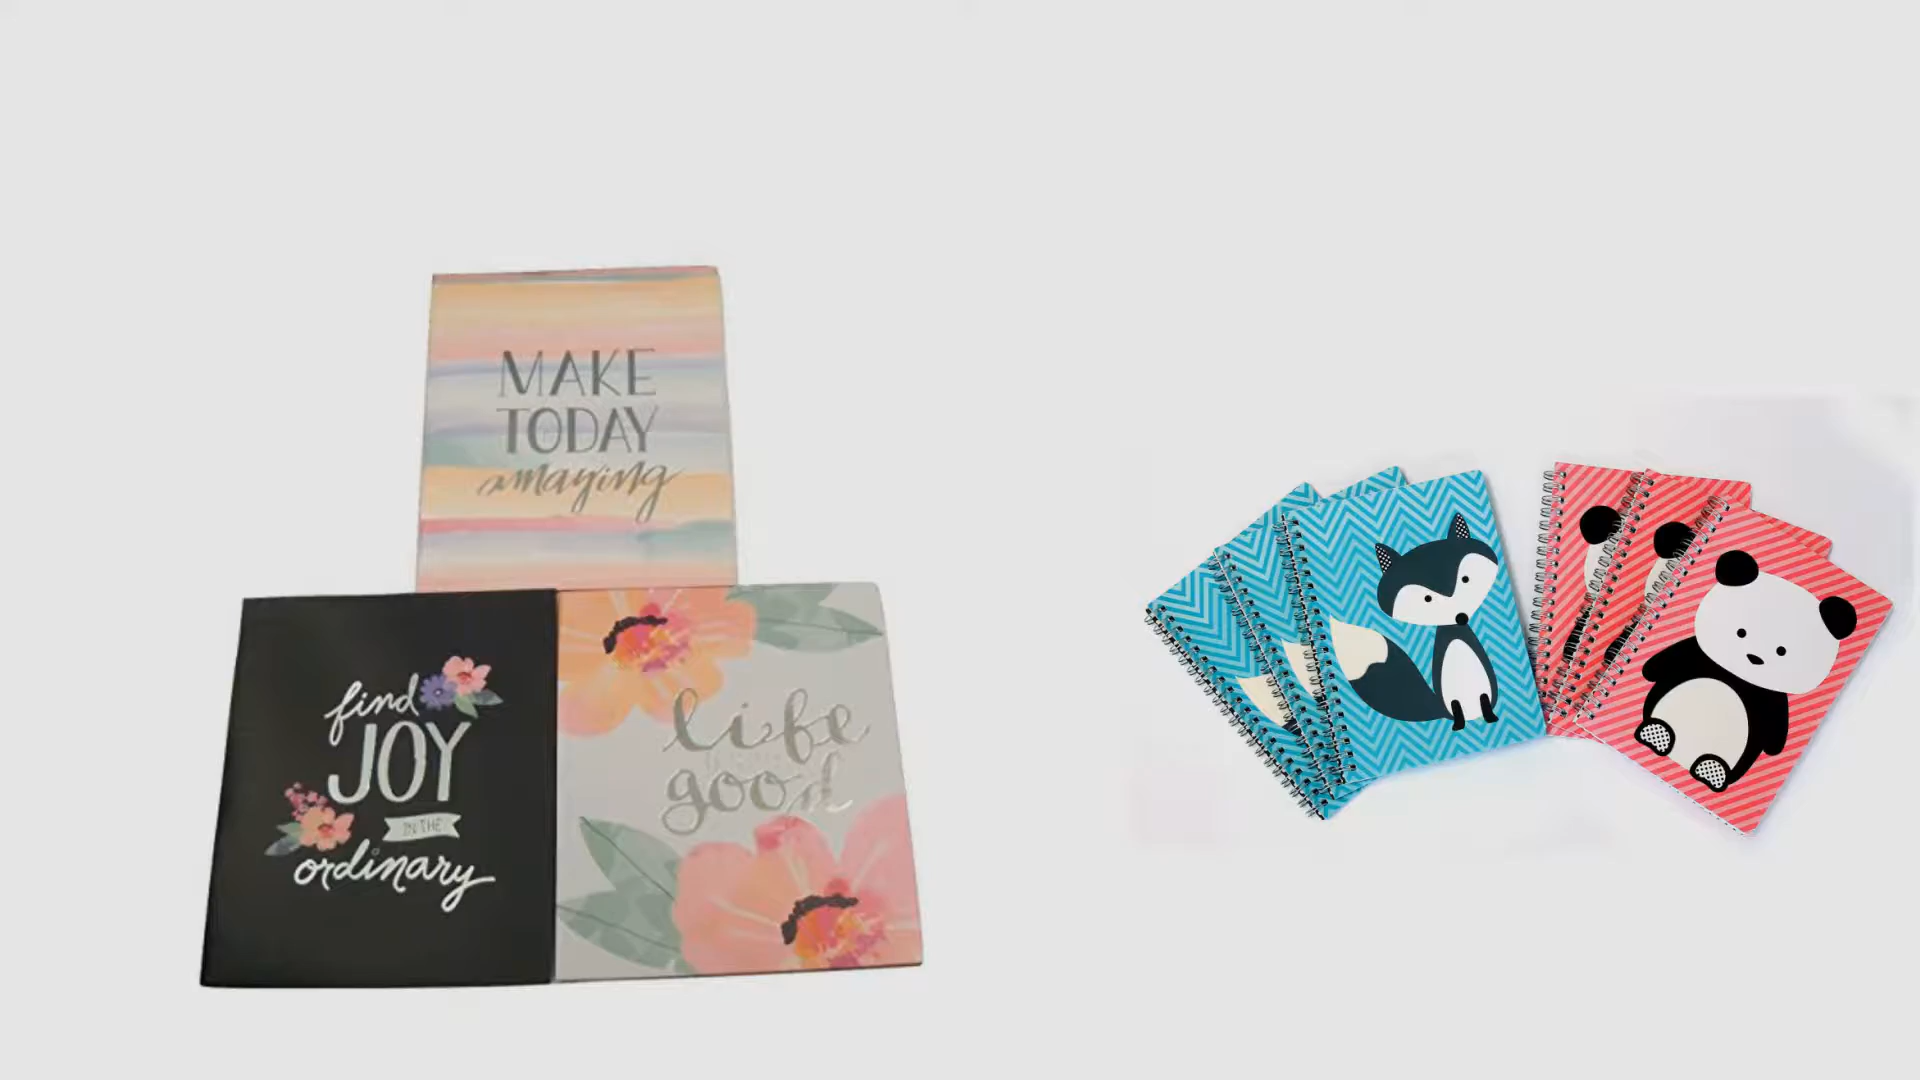 MAKE
TODAY
amazing
find
JOY
IN THE
ordinary
life
good